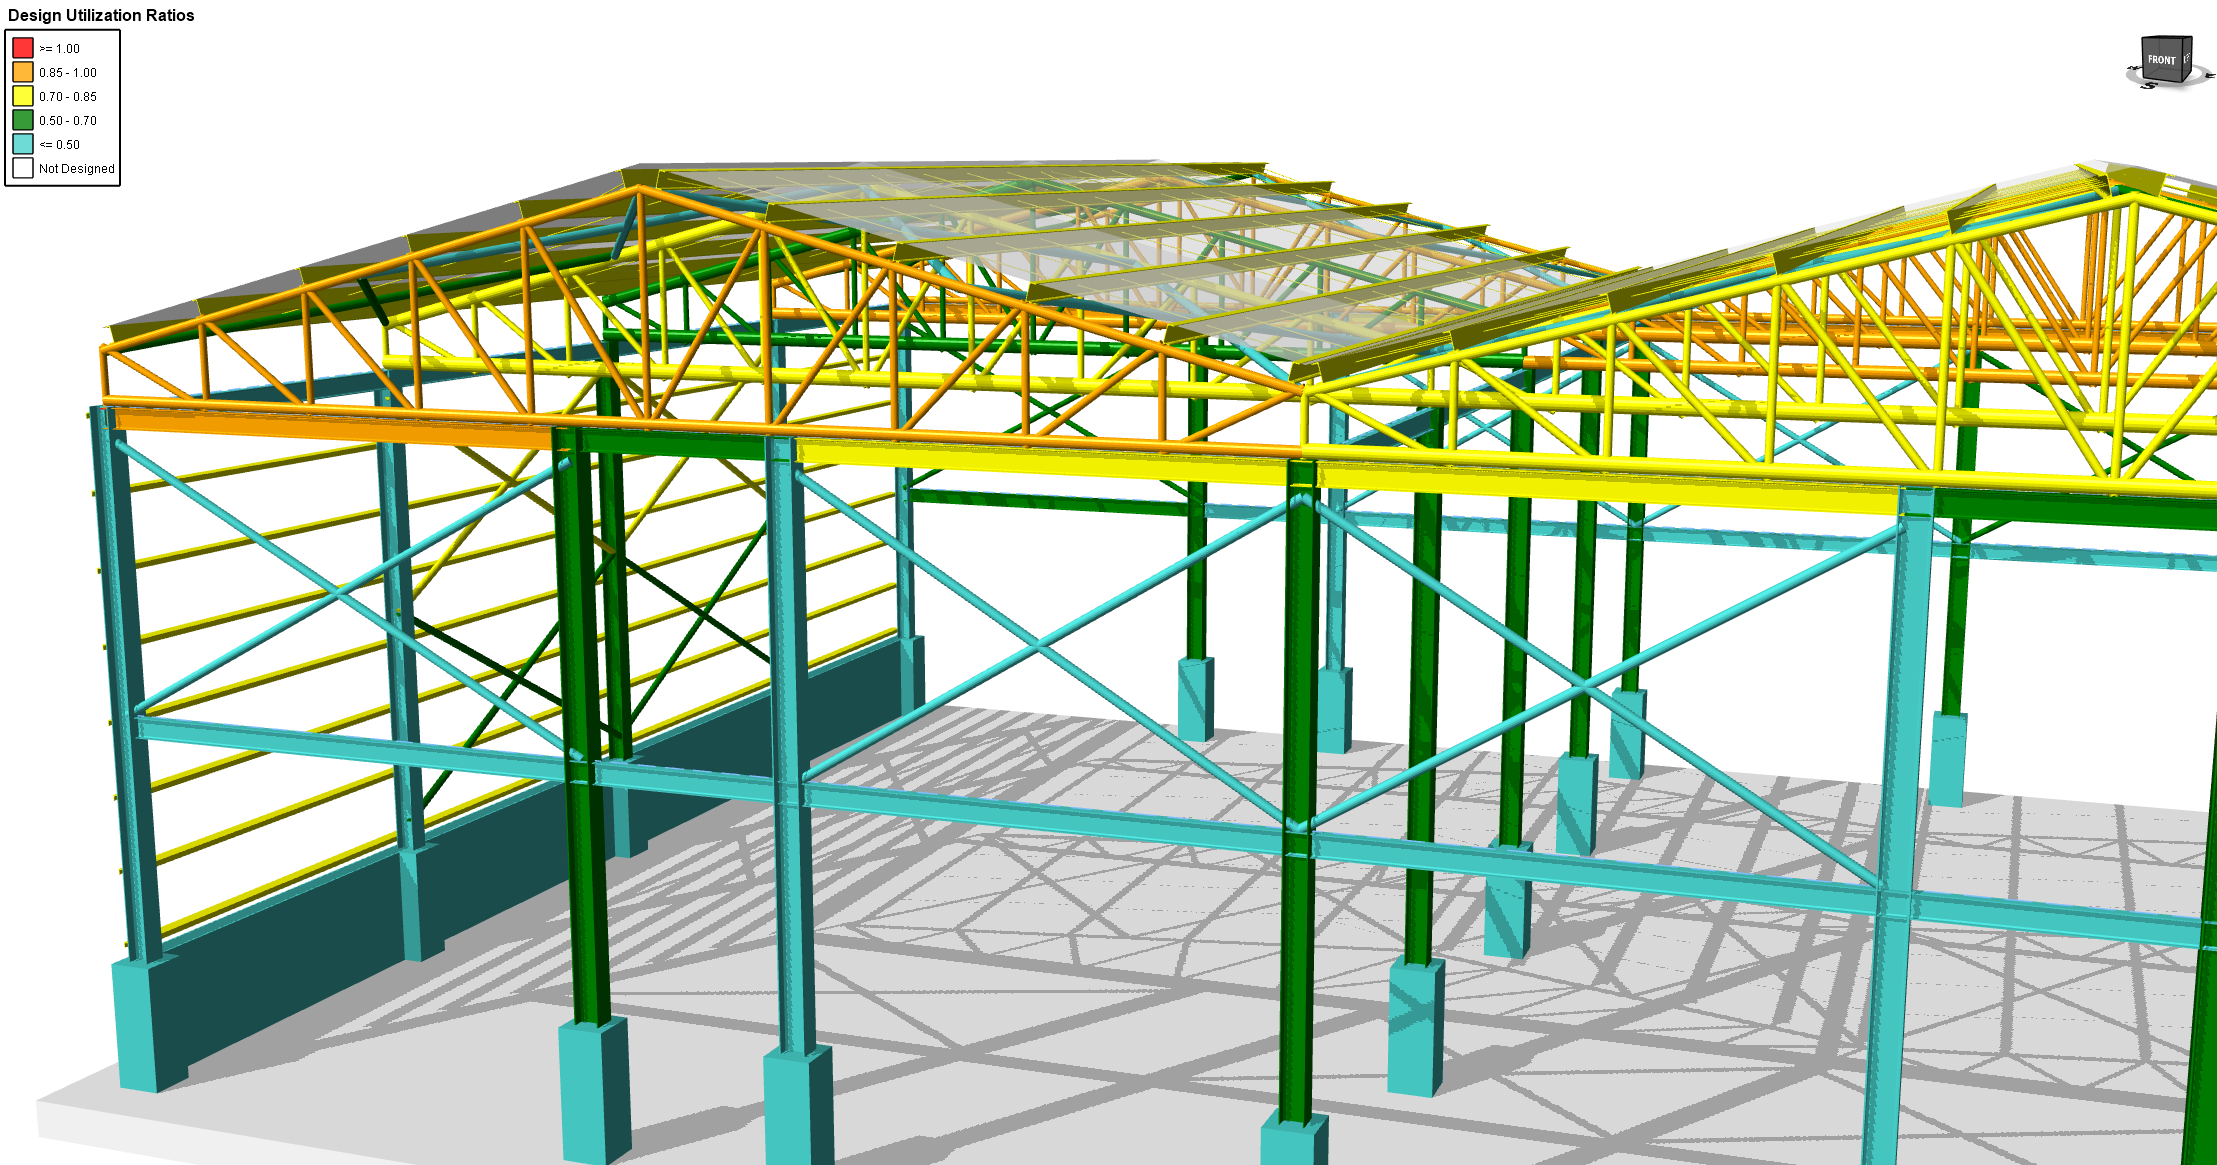 Design Utilization Ratios
>= 1.00
0.85 - 1.00
0.70 - 0.85
0.50 - 0.70
<= 0.50
Not Designed
FRONT
S